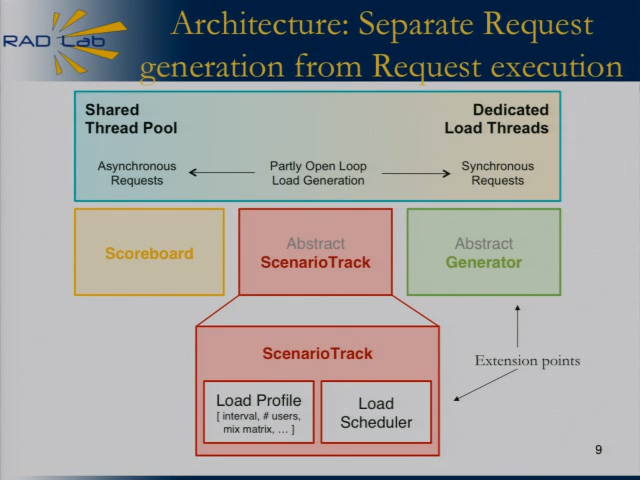 RAD Lab
Architecture: Separate Request
generation from Request execution
Shared
Thread Pool
Dedicated
Load Threads
Asynchronous
Requests
Partly Open Loop
Load Generation
Synchronous
Requests
Scoreboard
Abstract
ScenarioTrack
Abstract
Generator
ScenarioTrack
Load Profile
[ interval, # users,
mix matrix, ... ]
Load
Scheduler
Extension points
9